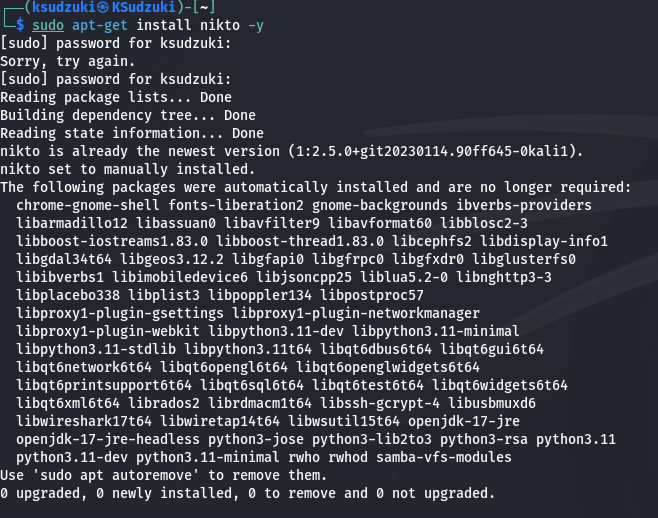 ┌──(ksudzuki㉿KSudzuki)-[~]
└─$ sudo apt-get install nikto -y
[sudo] password for ksudzuki:
Sorry, try again.
[sudo] password for ksudzuki:
Reading package lists... Done
Building dependency tree... Done
Reading state information... Done
nikto is already the newest version (1:2.5.0+git20230114.90ff645-0kali1).
nikto set to manually installed.
The following packages were automatically installed and are no longer required:
  chrome-gnome-shell fonts-liberation2 gnome-backgrounds ibverbs-providers
  libarmadillo12 libassuan0 libavfilter9 libavformat60 libblosc2-3
  libboost-iostreams1.83.0 libboost-thread1.83.0 libcephfs2 libdisplay-info1
  libgdal34t64 libgeos3.12.2 libgfapi0 libgfrpc0 libgfxdr0 libglusterfs0
  libibverbs1 libimobiledevice6 libjsoncpp25 liblua5.2-0 libnghttp3-3
  libplacebo338 libplist3 libpoppler134 libpostproc57
  libproxy1-plugin-gsettings libproxy1-plugin-networkmanager
  libproxy1-plugin-webkit libpython3.11-dev libpython3.11-minimal
  libpython3.11-stdlib libpython3.11t64 libqt6dbus6t64 libqt6gui6t64
  libqt6network6t64 libqt6opengl6t64 libqt6openglwidgets6t64
  libqt6printsupport6t64 libqt6sql6t64 libqt6test6t64 libqt6widgets6t64
  libqt6xml6t64 librados2 librdmacm1t64 libssh-gcrypt-4 libusbmuxd6
  libwireshark17t64 libwiretap14t64 libwsutil15t64 openjdk-17-jre
  openjdk-17-jre-headless python3-jose python3-lib2to3 python3-rsa python3.11
  python3.11-dev python3.11-minimal rwho rwhod samba-vfs-modules
Use 'sudo apt autoremove' to remove them.
0 upgraded, 0 newly installed, 0 to remove and 0 not upgraded.